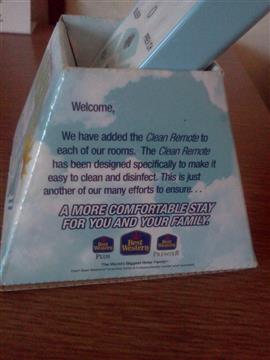 Welcome,
We have added the Clean Remote to
each of our rooms. The Clean Remote
has been designed specifically to make it
easy to clean and disinfect. This is just
another of our many efforts to ensure. . .
A MORE COMFORTABLE STAY
FOR YOU AND YOUR FAMILY.
Best Western PLUS
Best Western
Best Western PREMIER
The World's Biggest Hotel Family